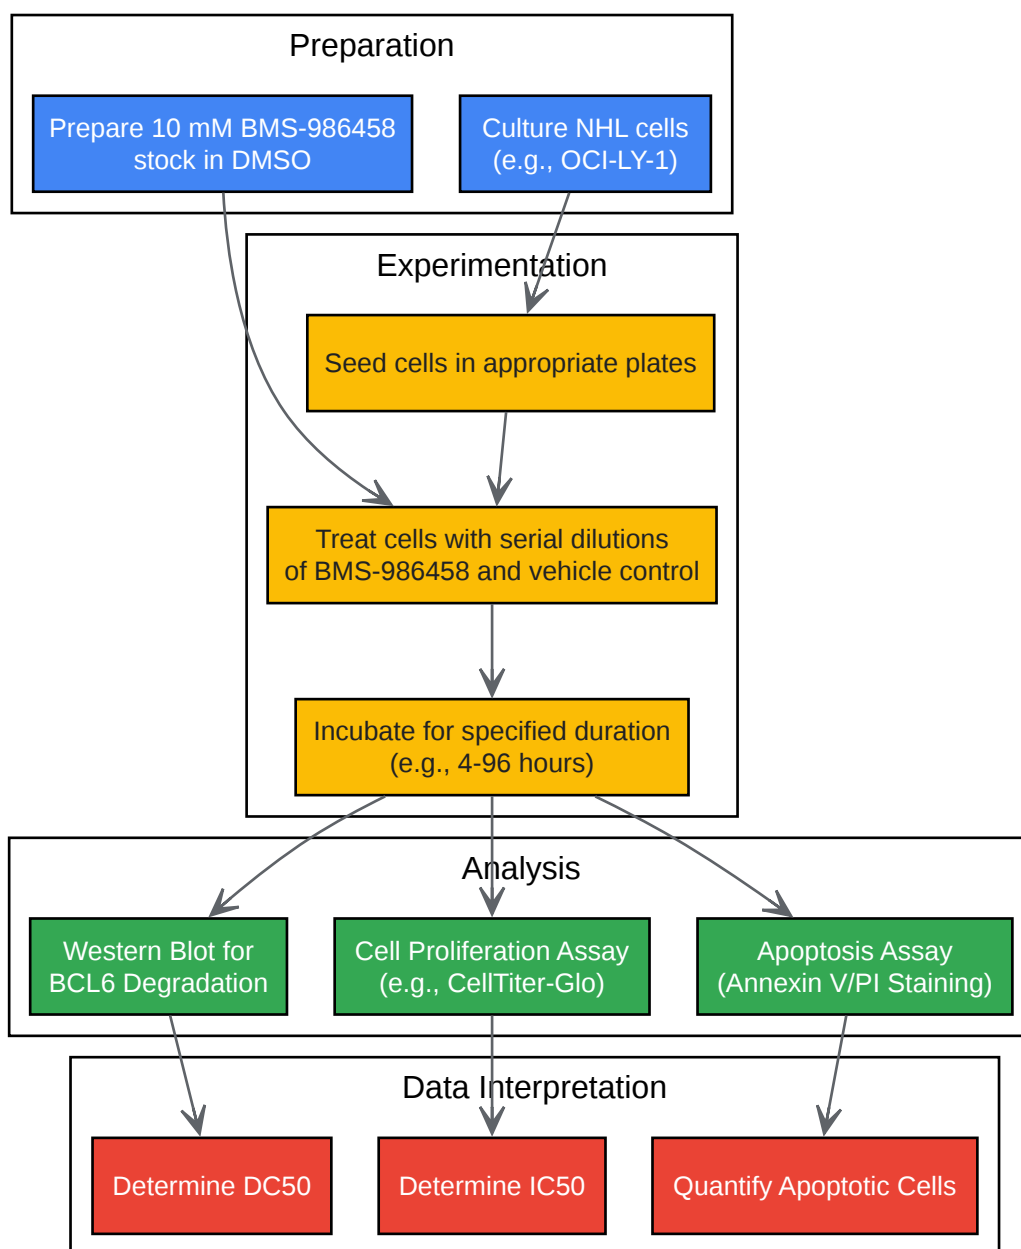 Preparation
Prepare 10 mM BMS-986458
stock in DMSO
Culture NHL cells
(e.g., OCI-LY-1)
Experimentation
Seed cells in appropriate plates
Treat cells with serial dilutions
of BMS-986458 and vehicle control
Incubate for specified duration
(e.g., 4-96 hours)
Analysis
Western Blot for
BCL6 Degradation
Cell Proliferation Assay
(e.g., CellTiter-Glo)
Apoptosis Assay
(Annexin V/PI Staining)
Data Interpretation
Determine DC50
Determine IC50
Quantify Apoptotic Cells